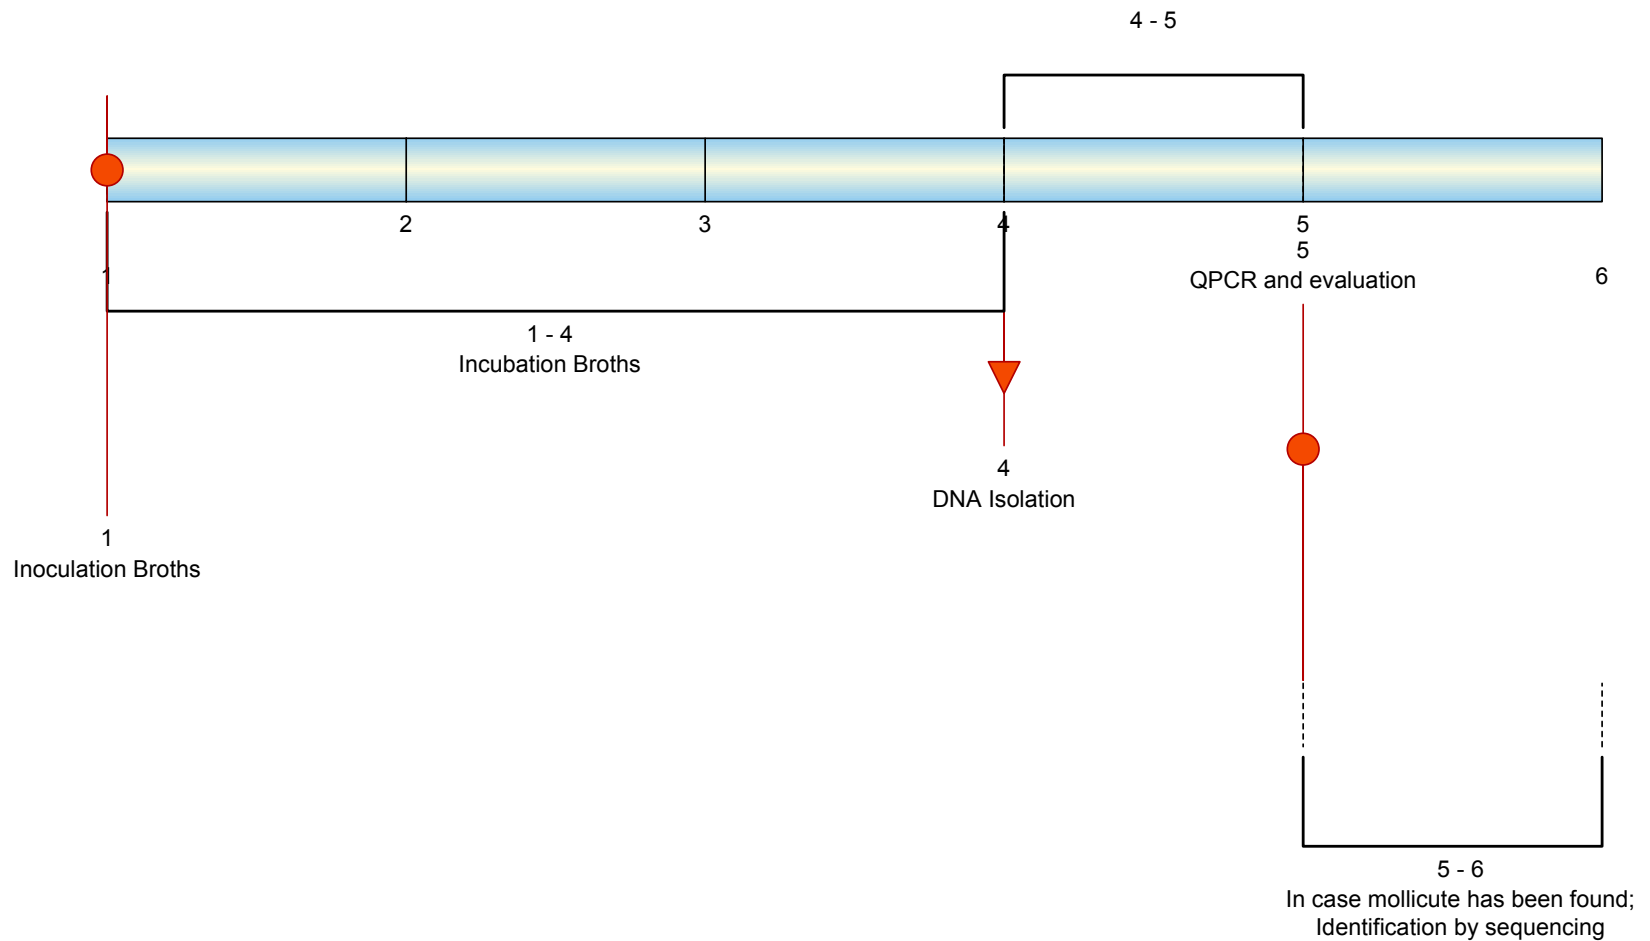 4 - 5
2
3
4
5
5
QPCR and evaluation
1
6
1 - 4
Incubation Broths
4
DNA Isolation
1
Inoculation Broths
5 - 6
In case mollicute has been found;
Identification by sequencing